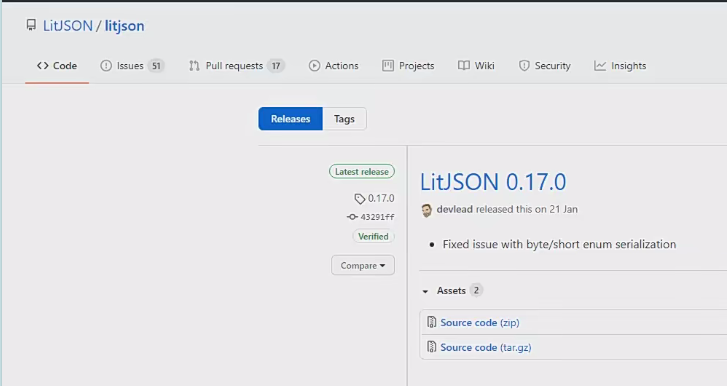 LitJSON / litjson
Code Issues 51 Pull requests 17 Actions Projects Wiki Security Insights
Releases Tags
Latest release
0.17.0
43291ff
Verified
Compare
LitJSON 0.17.0
devlead released this on 21 Jan
Fixed issue with byte/short enum serialization
Assets 2
Source code (zip)
Source code (tar.gz)